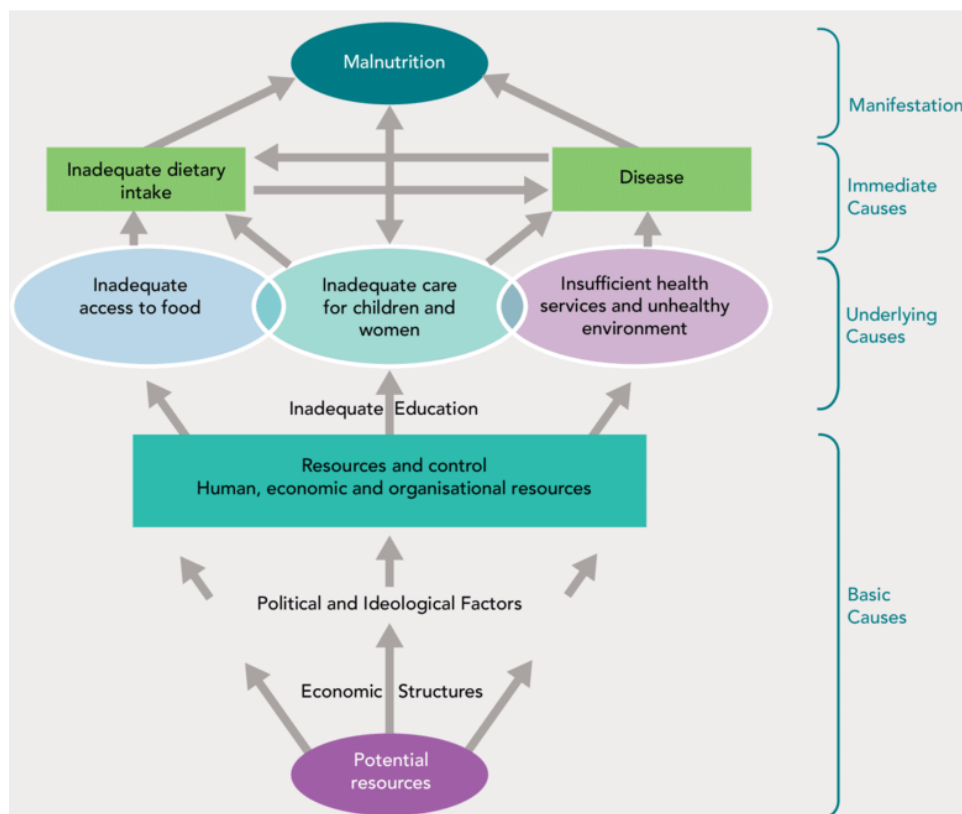 Malnutrition
Manifestation
Inadequate dietary
intake
Disease
Immediate
Causes
Inadequate
access to food
Inadequate care
for children and
women
Insufficient health
services and unhealthy
environment
Underlying
Causes
Inadequate Education
Resources and control
Human, economic and organisational resources
Political and Ideological Factors
Basic
Causes
Economic Structures
Potential
resources